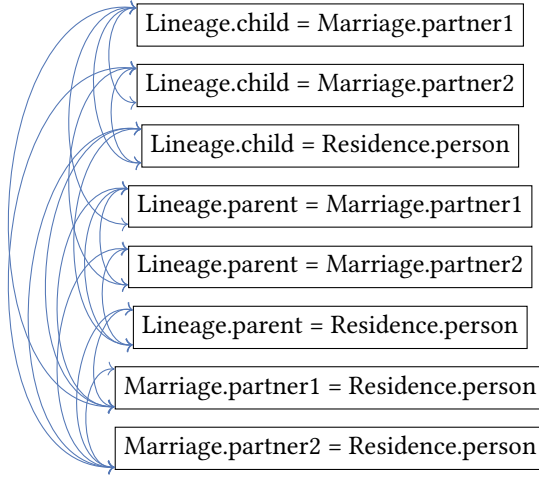 Lineage.child = Marriage.partner1
Lineage.child = Marriage.partner2
Lineage.child = Residence.person
Lineage.parent = Marriage.partner1
Lineage.parent = Marriage.partner2
Lineage.parent = Residence.person
Marriage.partner1 = Residence.person
Marriage.partner2 = Residence.person